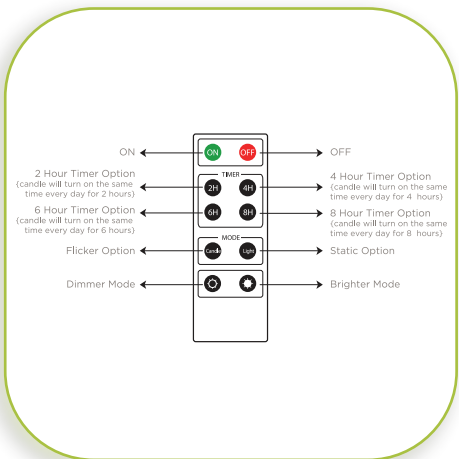 ON
ON
OFF
OFF
2 Hour Timer Option
{candle will turn on the same
time every day for 2 hours}
TIMER
2H
4H
4 Hour Timer Option
{candle will turn on the same
time every day for 4 hours}
6 Hour Timer Option
{candle will turn on the same
time every day for 6 hours}
6H
8H
8 Hour Timer Option
{candle will turn on the same
time every day for 8 hours}
MODE
Flicker Option
Candle
Light
Static Option
Dimmer Mode
Brighter Mode